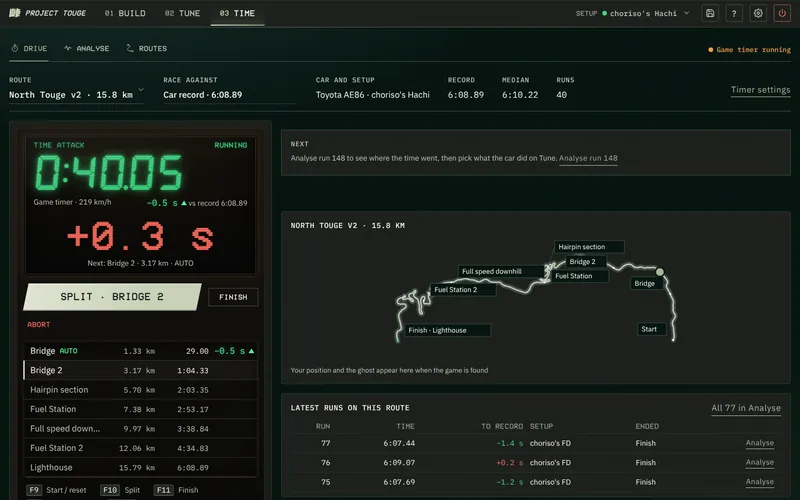 PROJECT TOUGE
01 BUILD
02 TUNE
03 TIME
SETUP choriso's Hachi
?
DRIVE
ANALYSE
ROUTES
Game timer running
ROUTE
North Touge v2 · 15.8 km
RACE AGAINST
Car record · 6:08.89
CAR AND SETUP
Toyota AE86 · choriso's Hachi
RECORD
6:08.89
MEDIAN
6:10.22
RUNS
40
Timer settings
TIME ATTACK
RUNNING
0:40.05
Game timer · 219 km/h
-0.5 s ▲ vs record 6:08.89
+0.3 s
Next: Bridge 2 · 3.17 km · AUTO
SPLIT · BRIDGE 2
FINISH
ABORT
Bridge AUTO 1.33 km 29.00 -0.5 s ▲
Bridge 2 3.17 km 1:04.33
Hairpin section 5.70 km 2:03.35
Fuel Station 7.38 km 2:53.17
Full speed down... 9.97 km 3:38.84
Fuel Station 2 12.06 km 4:34.83
Lighthouse 15.79 km 6:08.89
F9 Start / reset F10 Split F11 Finish
NEXT
Analyse run 148 to see where the time went, then pick what the car did on Tune. Analyse run 148
NORTH TOUGE V2 · 15.8 KM
Hairpin section
Bridge 2
Full speed downhill
Fuel Station
Bridge
Fuel Station 2
Finish · Lighthouse
Start
Your position and the ghost appear here when the game is found
LATEST RUNS ON THIS ROUTE
All 77 in Analyse
RUN TIME TO RECORD SETUP ENDED
77 6:07.44 -1.4 s choriso's FD Finish Analyse
76 6:09.07 +0.2 s choriso's FD Finish Analyse
75 6:07.69 -1.2 s choriso's FD Finish Analyse